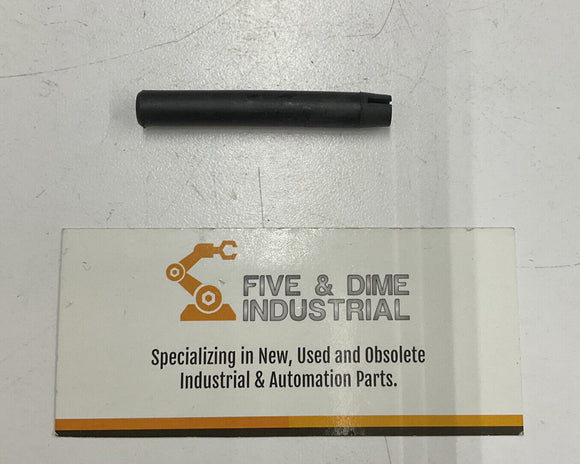 FIVE & DIME
INDUSTRIAL
Specializing in New, Used and Obsolete
Industrial & Automation Parts.